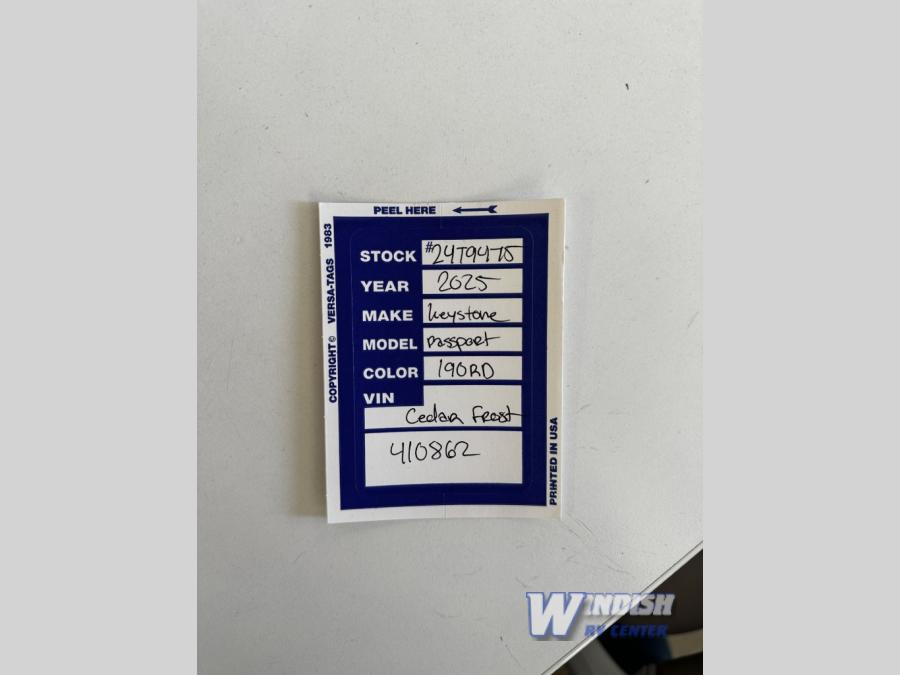 PEEL HERE
COPYRIGHT © VERSA-TAGS 1983
STOCK #24T9475
YEAR 2025
MAKE Keystone
MODEL Passport
COLOR 190RD
VIN
Cedar Frost
410862
PRINTED IN USA
WINDISH
RV CENTER